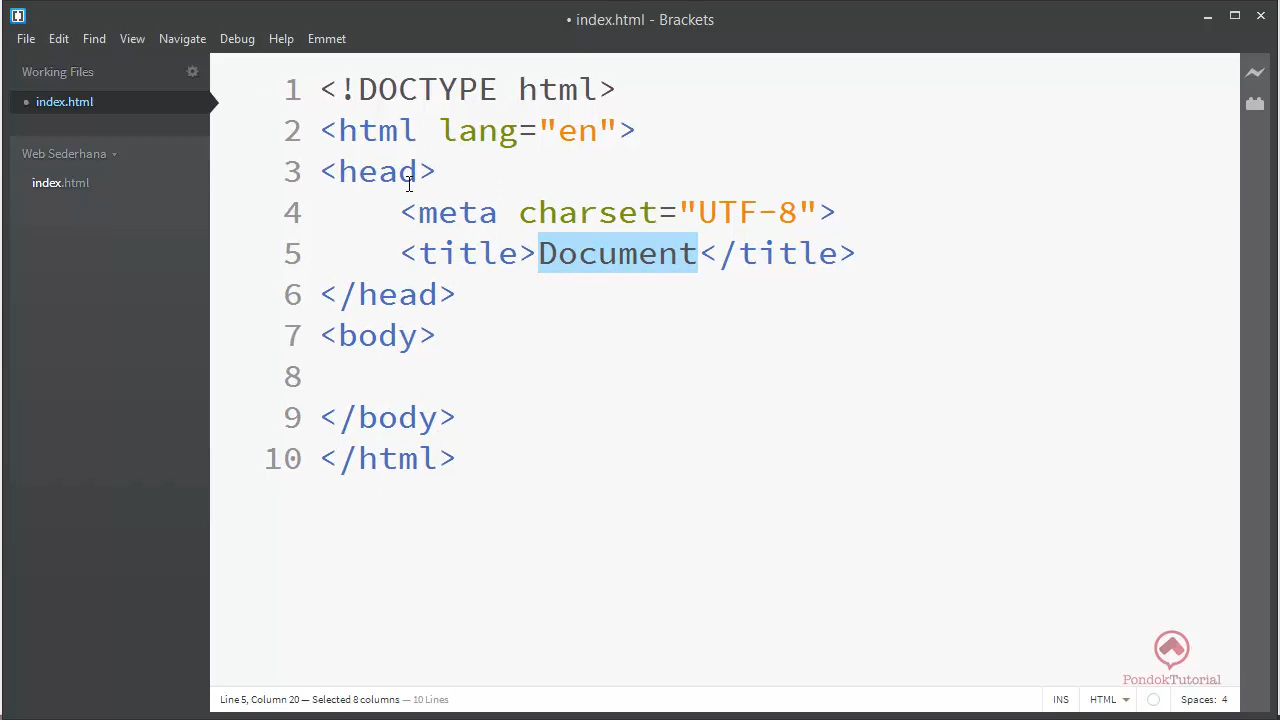 • index.html - Brackets
File Edit Find View Navigate Debug Help Emmet
Working Files
• index.html
Web Sederhana
index.html
1 <!DOCTYPE html>
2 <html lang="en">
3 <head>
4     <meta charset="UTF-8">
5     <title>Document</title>
6 </head>
7 <body>
8
9 </body>
10 </html>
PondokTutorial
Line 5, Column 20 — Selected 8 columns — 10 Lines INS HTML Spaces: 4